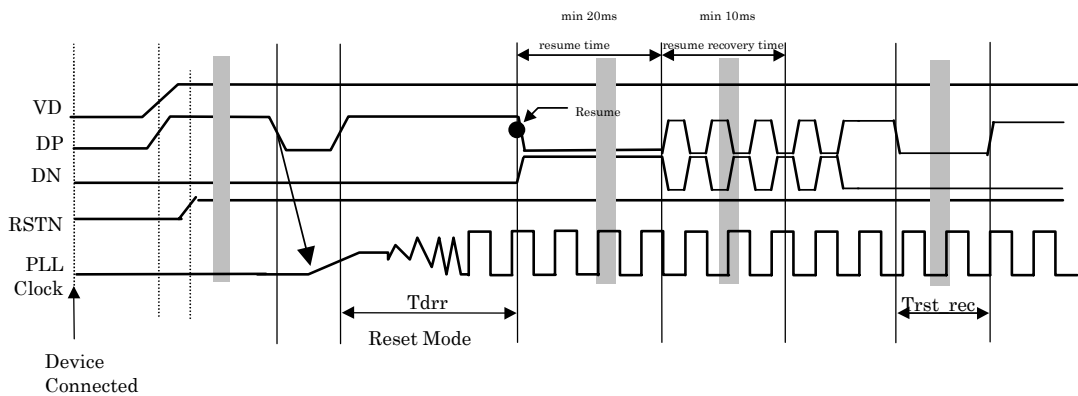 min 20ms
min 10ms
resume time
resume recovery time
VD
DP
Resume
DN
RSTN
PLL
Clock
Tdrr
Trst_rec
Reset Mode
Device
Connected